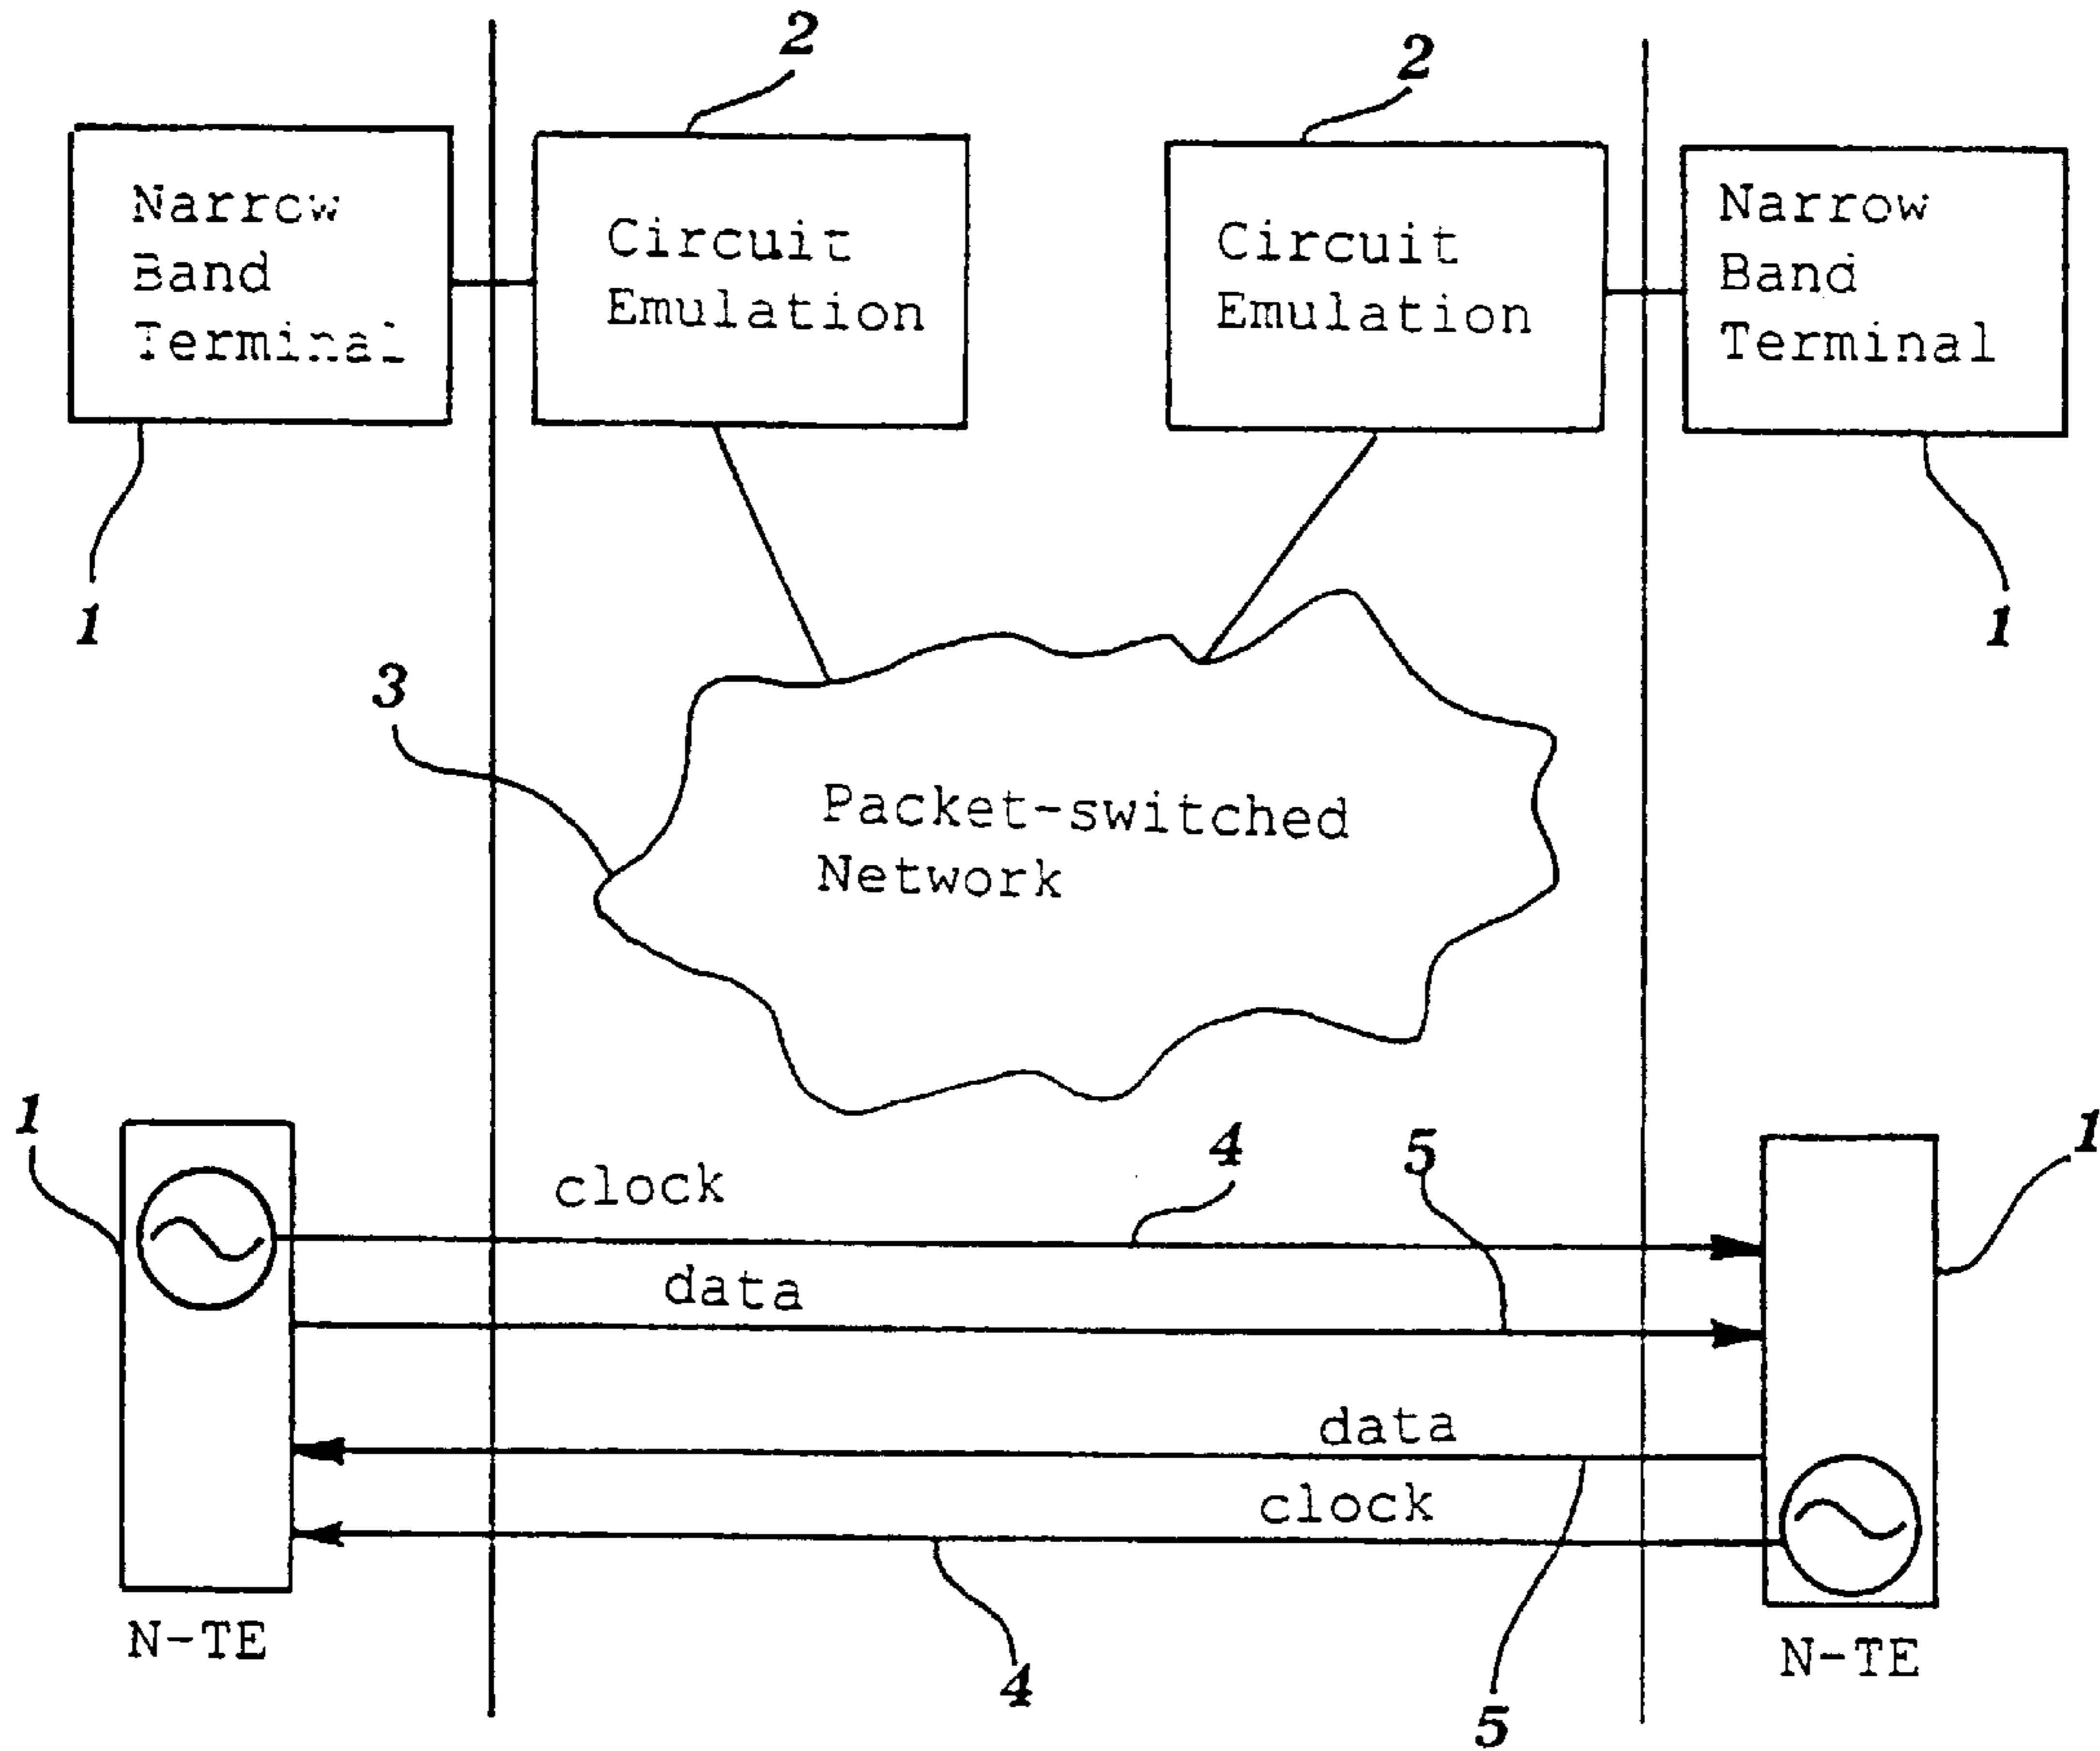 2
2
Narrow
Band
Terminal
Circuit
Emulation
Circuit
Emulation
Narrow
Band
Terminal
1
1
3
Packet-switched
Network
1
clock
4
5
1
data
data
clock
N-TE
4
5
N-TE